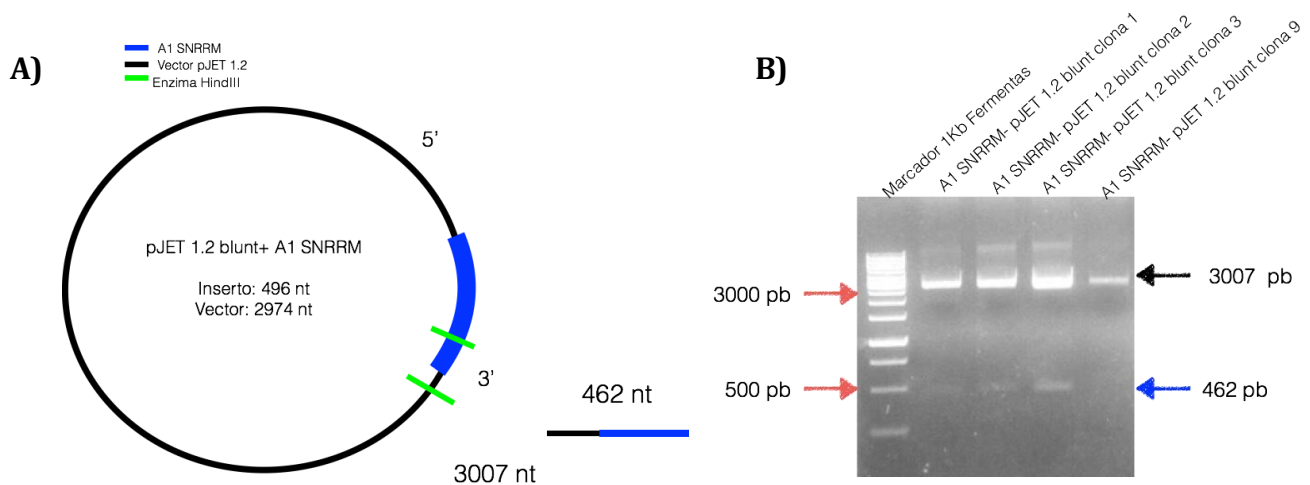 A)
A1 SNRRM
Vector pJET 1.2
Enzima HindIII
5’
pJET 1.2 blunt+ A1 SNRRM
Inserto: 496 nt
Vector: 2974 nt
3’
462 nt
3007 nt
B)
Marcador 1Kb Fermentas
A1 SNRRM- pJET 1.2 blunt clona 1
A1 SNRRM- pJET 1.2 blunt clona 2
A1 SNRRM- pJET 1.2 blunt clona 3
A1 SNRRM- pJET 1.2 blunt clona 9
3000 pb
3007 pb
500 pb
462 pb